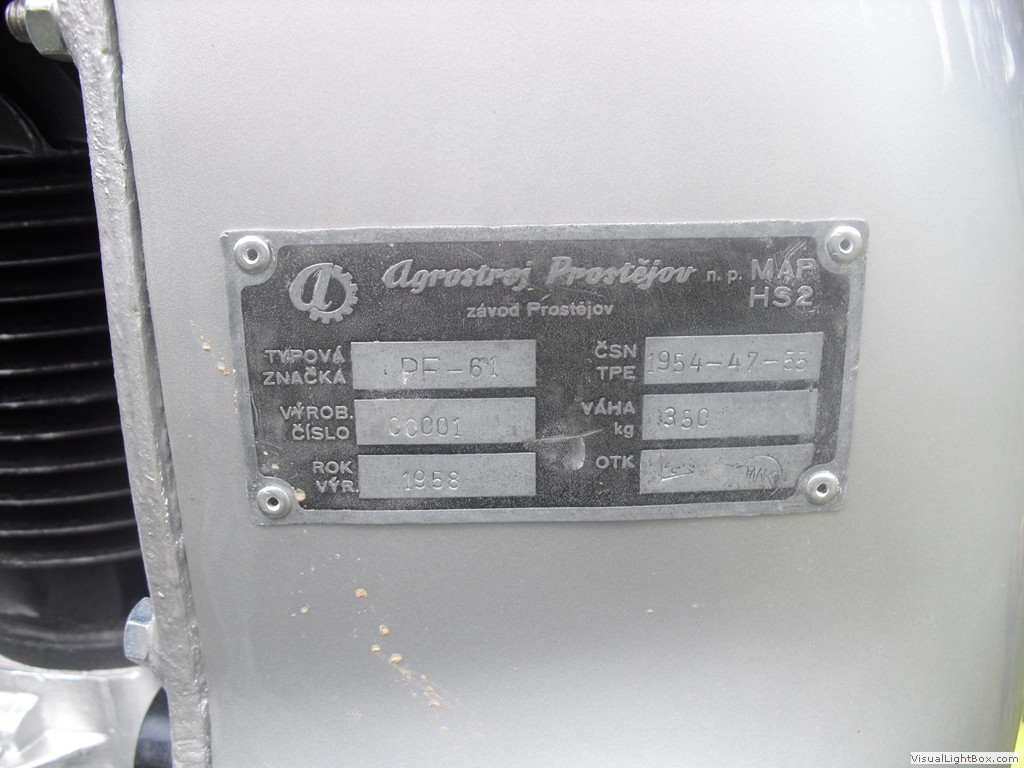 a Agrostroj Prostějov n. p. MAP
závod Prostějov HS2
TYPOVÁ ZNAČKA PF-61
ČSN TPE 1954-47-55
VÝROB. ČÍSLO 00001
VÁHA kg 350
ROK VÝR. 1958
OTK
VisualLightBox.com